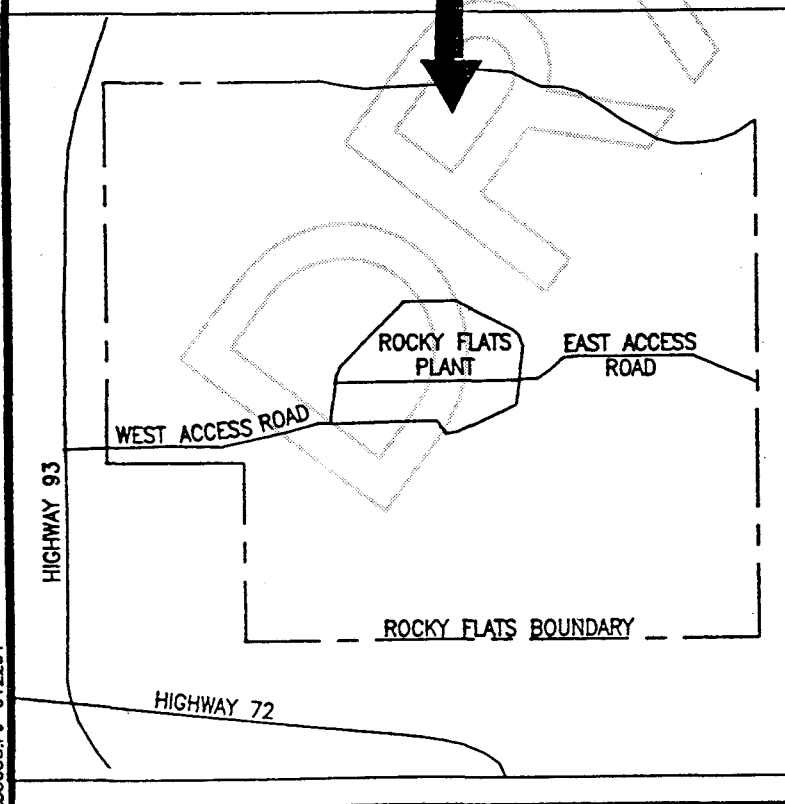 ROCKY FLATS
PLANT
EAST ACCESS
ROAD
WEST ACCESS ROAD
HIGHWAY 93
ROCKY FLATS BOUNDARY
HIGHWAY 72